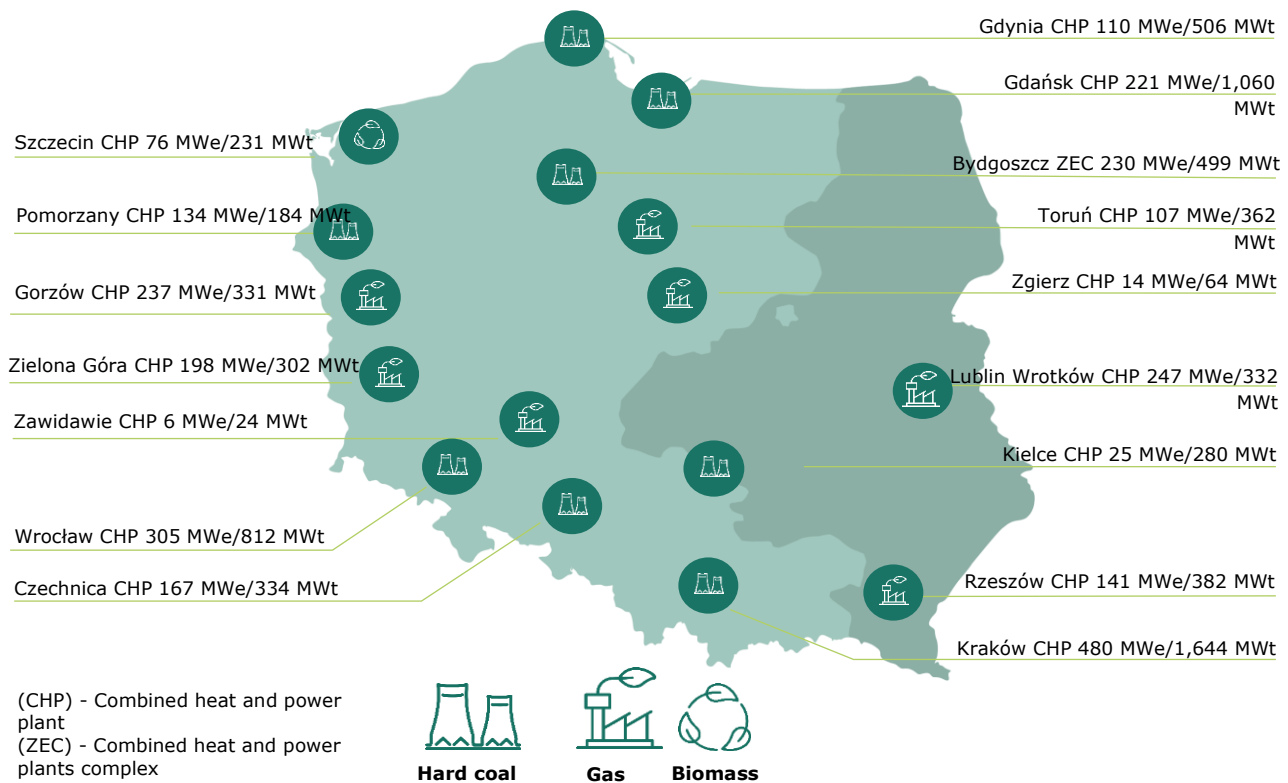 Gdynia CHP 110 MWe/506 MWt
Gdańsk CHP 221 MWe/1,060
MWt
Szczecin CHP 76 MWe/231 MWt
Bydgoszcz ZEC 230 MWe/499 MWt
Pomorzany CHP 134 MWe/184 MWt
Toruń CHP 107 MWe/362
MWt
Gorzów CHP 237 MWe/331 MWt
Zgierz CHP 14 MWe/64 MWt
Zielona Góra CHP 198 MWe/302 MWt
Lublin Wrotków CHP 247 MWe/332
MWt
Zawidawie CHP 6 MWe/24 MWt
Kielce CHP 25 MWe/280 MWt
Wrocław CHP 305 MWe/812 MWt
Czechnica CHP 167 MWe/334 MWt
Rzeszów CHP 141 MWe/382 MWt
Kraków CHP 480 MWe/1,644 MWt
(CHP) - Combined heat and power
plant
(ZEC) - Combined heat and power
plants complex
Hard coal
Gas
Biomass